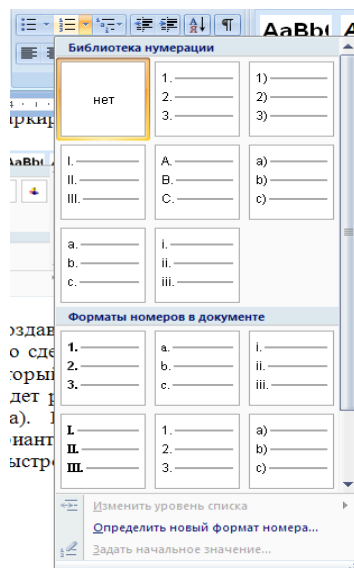 AaBb
Библиотека нумерации
нет
1.
2.
3.
1)
2)
3)
I.
II.
III.
A.
B.
C.
a)
b)
c)
a.
b.
c.
i.
ii.
iii.
Форматы номеров в документе
1.
2.
3.
a.
b.
c.
i.
ii.
iii.
I.
II.
III.
1.
2.
3.
a)
b)
c)
Изменить уровень списка
Определить новый формат номера...
Задать начальное значение...